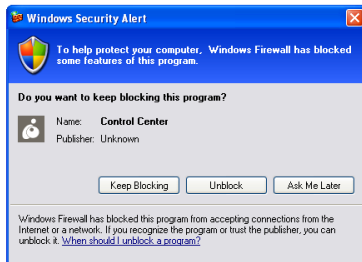 Windows Security Alert
To help protect your computer, Windows Firewall has blocked
some features of this program.
Do you want to keep blocking this program?
Name: Control Center
Publisher: Unknown
Keep Blocking Unblock Ask Me Later
Windows Firewall has blocked this program from accepting connections from the
Internet or a network. If you recognize the program or trust the publisher, you can
unblock it. When should I unblock a program?